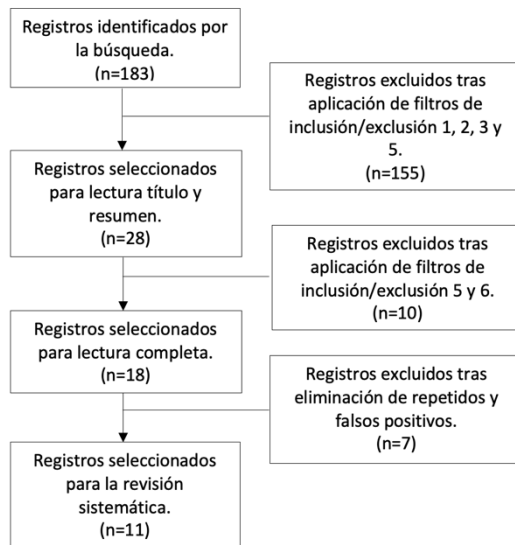 Registros identificados por
la búsqueda.
(n=183)
Registros excluidos tras
aplicación de filtros de
inclusión/exclusión 1, 2, 3 y
5.
(n=155)
Registros seleccionados
para lectura título y
resumen.
(n=28)
Registros excluidos tras
aplicación de filtros de
inclusión/exclusión 5 y 6.
(n=10)
Registros seleccionados
para lectura completa.
(n=18)
Registros excluidos tras
eliminación de repetidos y
falsos positivos.
(n=7)
Registros seleccionados
para la revisión
sistemática.
(n=11)